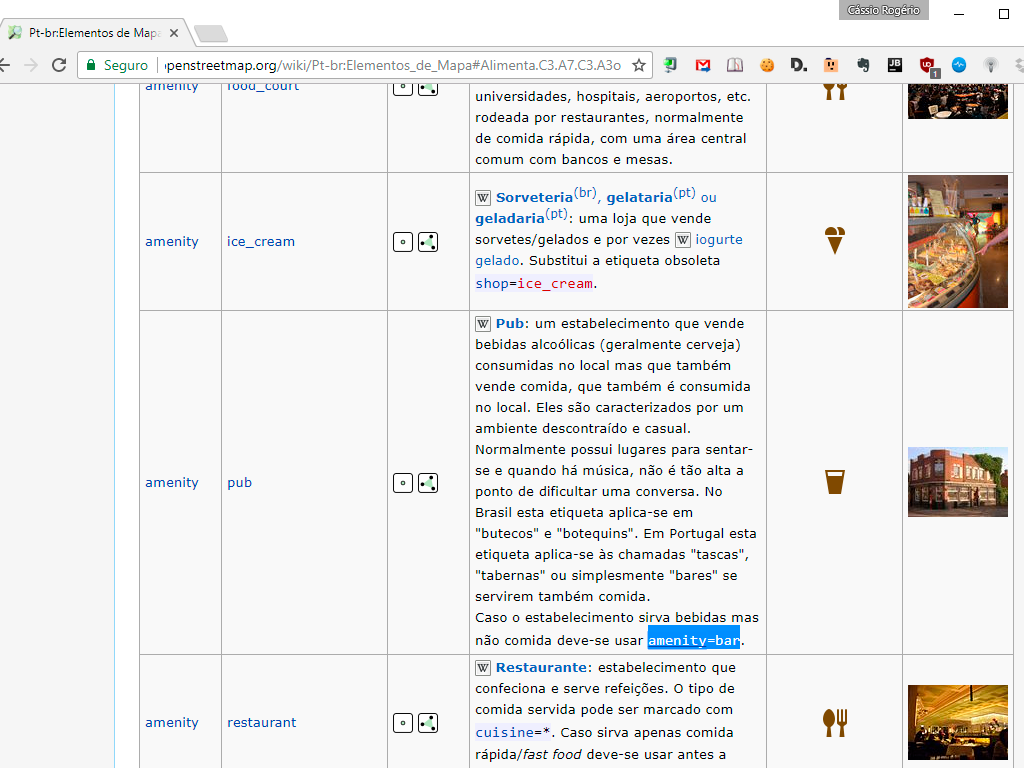 Cássio Rogério
Pt-br:Elementos de Mapa
Seguro
openstreetmap.org/wiki/Pt-br:Elementos_de_Mapa#Alimenta.C3.A7.C3.A3o
1
amenity
food_court
universidades, hospitais, aeroportos, etc.
rodeada por restaurantes, normalmente
de comida rápida, com uma área central
comum com bancos e mesas.
amenity
ice_cream
W Sorveteria(br), gelataria(pt) ou
geladaria(pt): uma loja que vende
sorvetes/gelados e por vezes W iogurte
gelado. Substitui a etiqueta obsoleta
shop=ice_cream.
amenity
pub
W Pub: um estabelecimento que vende
bebidas alcoólicas (geralmente cerveja)
consumidas no local mas que também
vende comida, que também é consumida
no local. Eles são caracterizados por um
ambiente descontraído e casual.
Normalmente possui lugares para sentar-
se e quando há música, não é tão alta a
ponto de dificultar uma conversa. No
Brasil esta etiqueta aplica-se em
"butecos" e "botequins". Em Portugal esta
etiqueta aplica-se às chamadas "tascas",
"tabernas" ou simplesmente "bares" se
servirem também comida.
Caso o estabelecimento sirva bebidas mas
não comida deve-se usar amenity=bar.
amenity
restaurant
W Restaurante: estabelecimento que
confeciona e serve refeições. O tipo de
comida servida pode ser marcado com
cuisine=*. Caso sirva apenas comida
rápida/fast food deve-se usar antes a